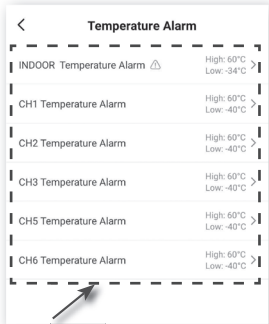 Temperature Alarm
INDOOR Temperature Alarm
High: 60°C
Low: -34°C
CH1 Temperature Alarm
High: 60°C
Low: -40°C
CH2 Temperature Alarm
High: 60°C
Low: -40°C
CH3 Temperature Alarm
High: 60°C
Low: -40°C
CH5 Temperature Alarm
High: 60°C
Low: -40°C
CH6 Temperature Alarm
High: 60°C
Low: -40°C